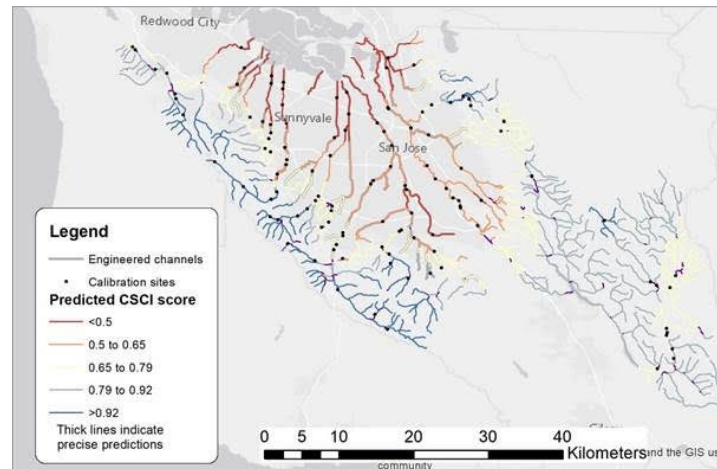 Redwood City
Sunnyvale
San Jose
Legend
Engineered channels
Calibration sites
Predicted CSCI score
<0.5
0.5 to 0.65
0.65 to 0.79
0.79 to 0.92
>0.92
Thick lines indicate
precise predictions
0 5 10 20 30 40
Kilometers
and the GIS us
community